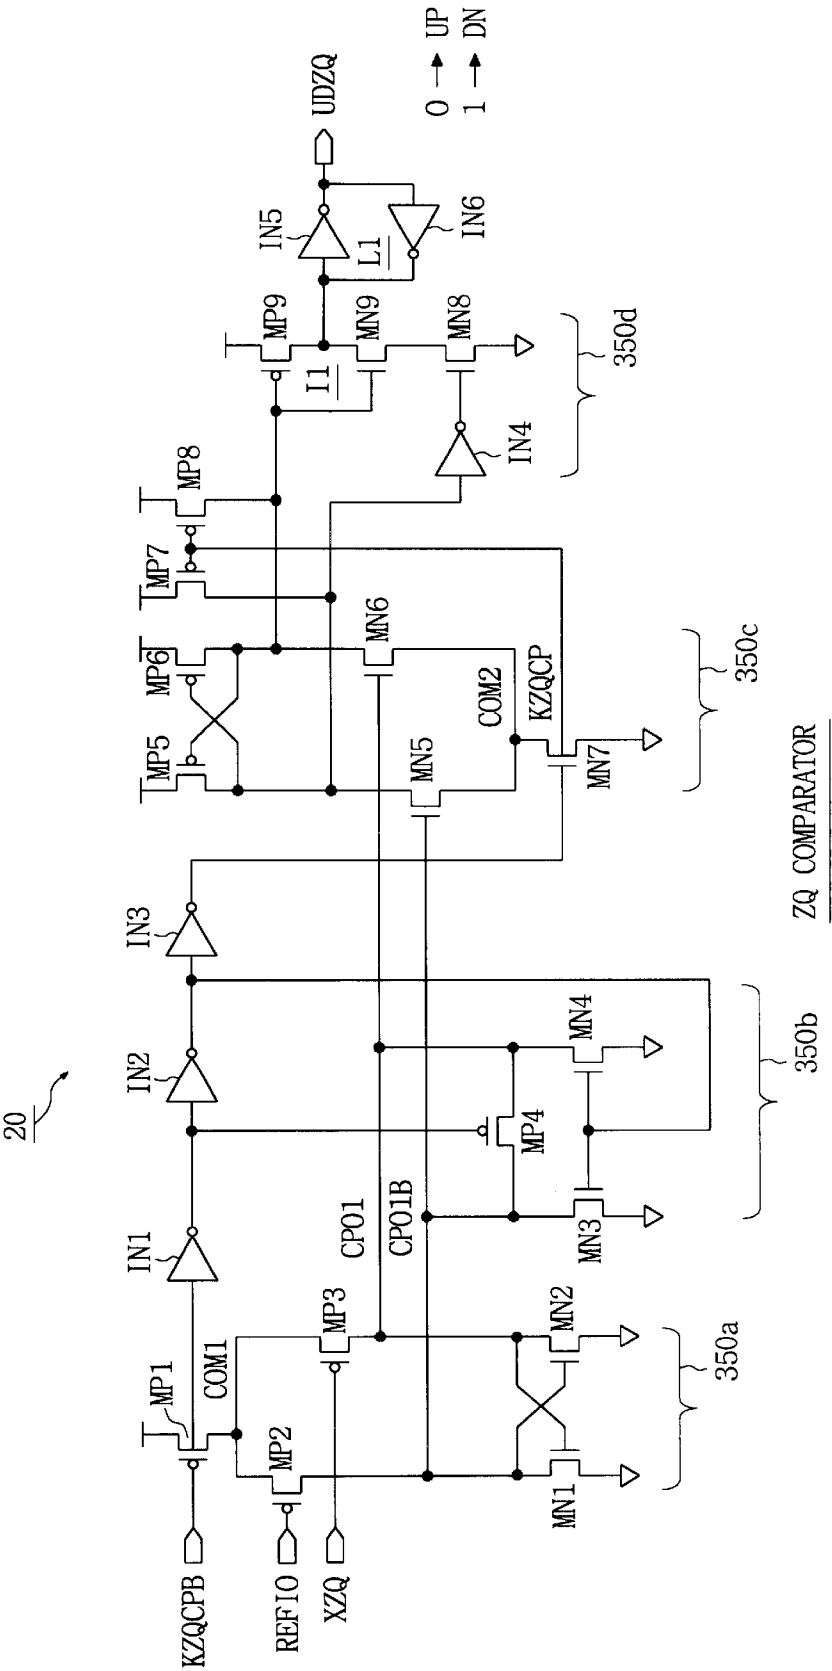 20
KZQCPB
REFIO
XZQ
MP1
COM1
MP2
MP3
MN1
MN2
350a
IN1
IN2
IN3
CPO1
CPO1B
MP4
MN3
MN4
350b
MP5
MP6
MP7
MP8
MN5
MN6
COM2
KZQCP
MN7
350c
IN4
I1
MP9
MN9
MN8
350d
IN5
L1
IN6
UDZQ
0 → UP
1 → DN
ZQ COMPARATOR